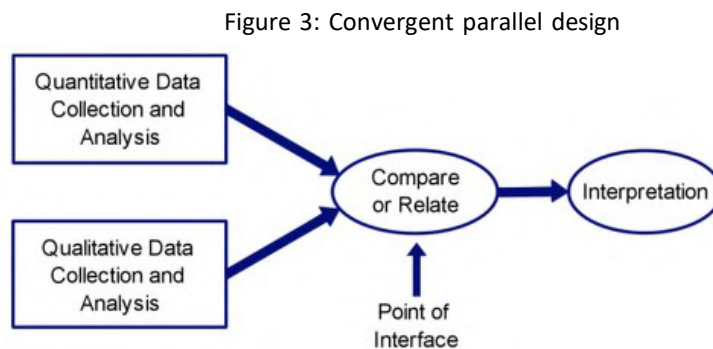 Figure 3: Convergent parallel design
Quantitative Data
Collection and
Analysis
Qualitative Data
Collection and
Analysis
Compare
or Relate
Interpretation
Point of
Interface